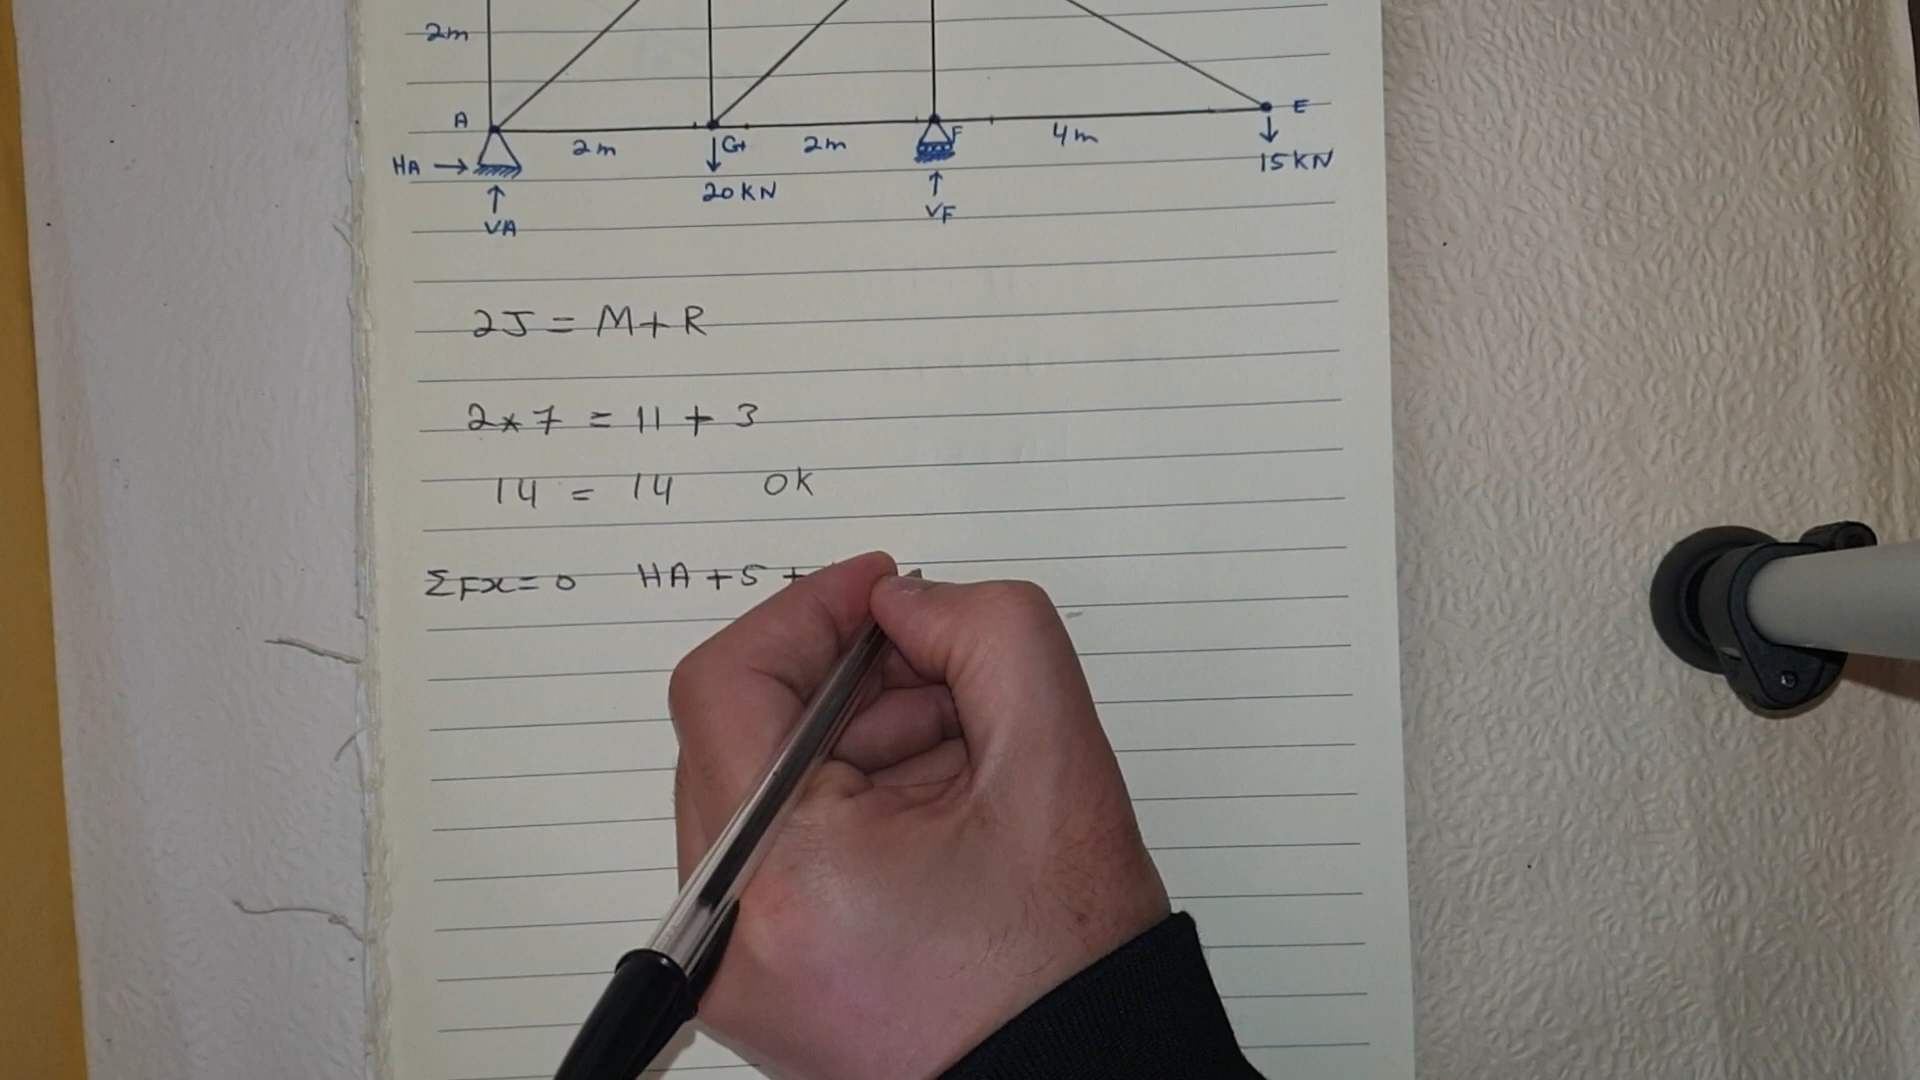 2m
A
E
2m
G
2m
F
4m
HA
15KN
20KN
VA
VF
2J = M+R
2*7 = 11 + 3
14 = 14 OK
ΣFx=0 HA+5+